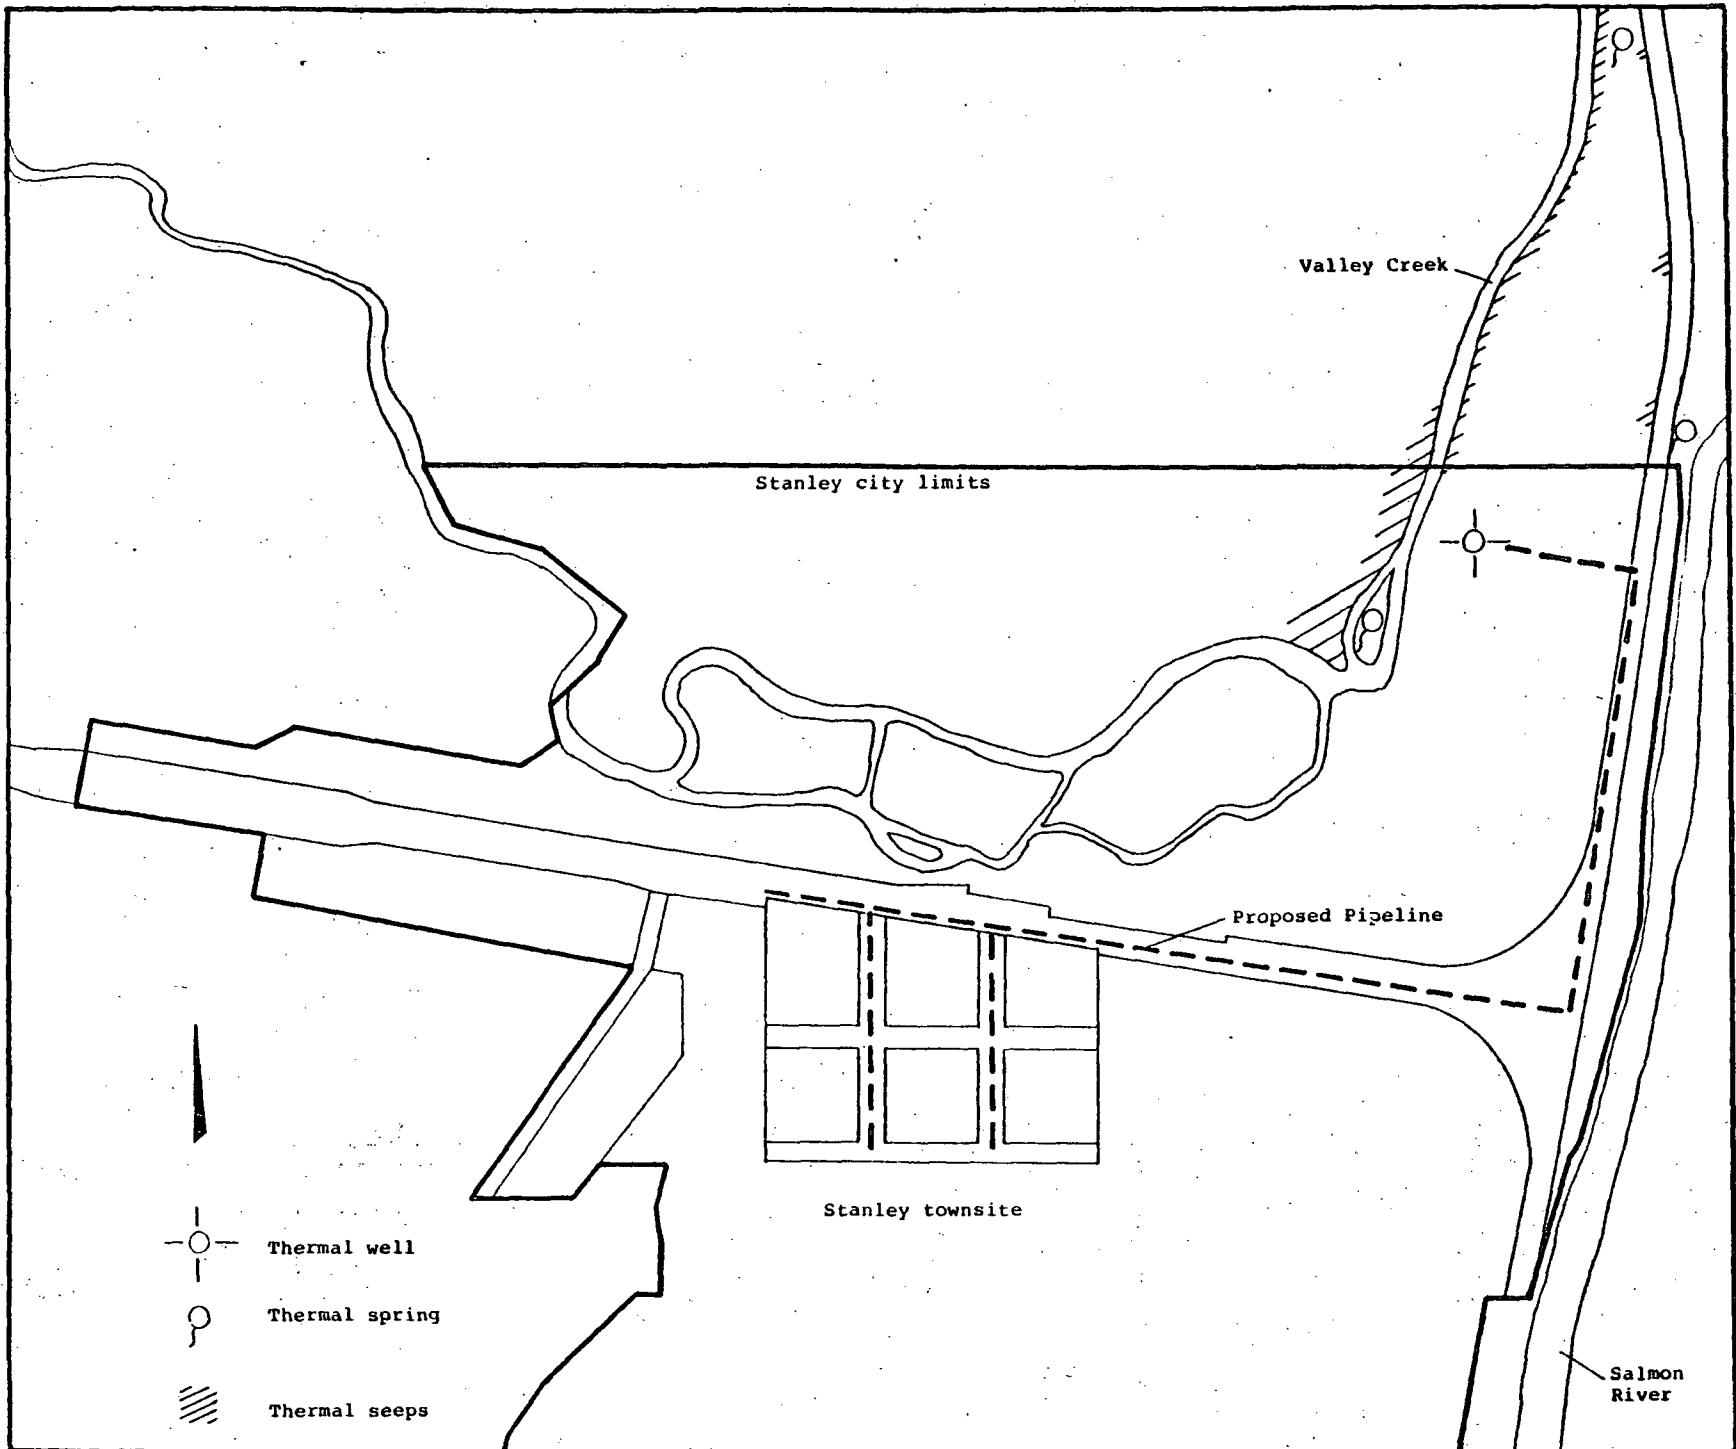 Valley Creek
Stanley city limits
Proposed Pipeline
Stanley townsite
Thermal well
Thermal spring
Thermal seeps
Salmon
River